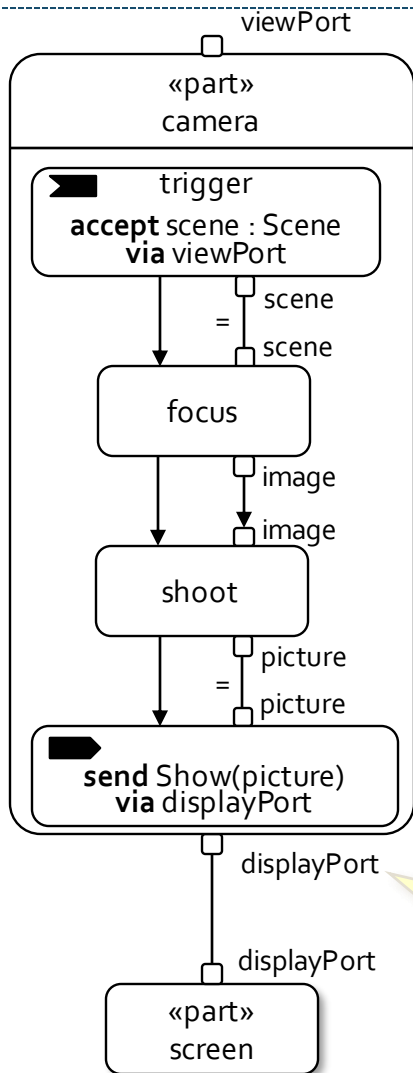 viewPort
«part»
camera
trigger
accept scene : Scene
via viewPort
scene
=
scene
focus
image
image
shoot
picture
=
picture
send Show(picture)
via displayPort
displayPort
displayPort
«part»
screen